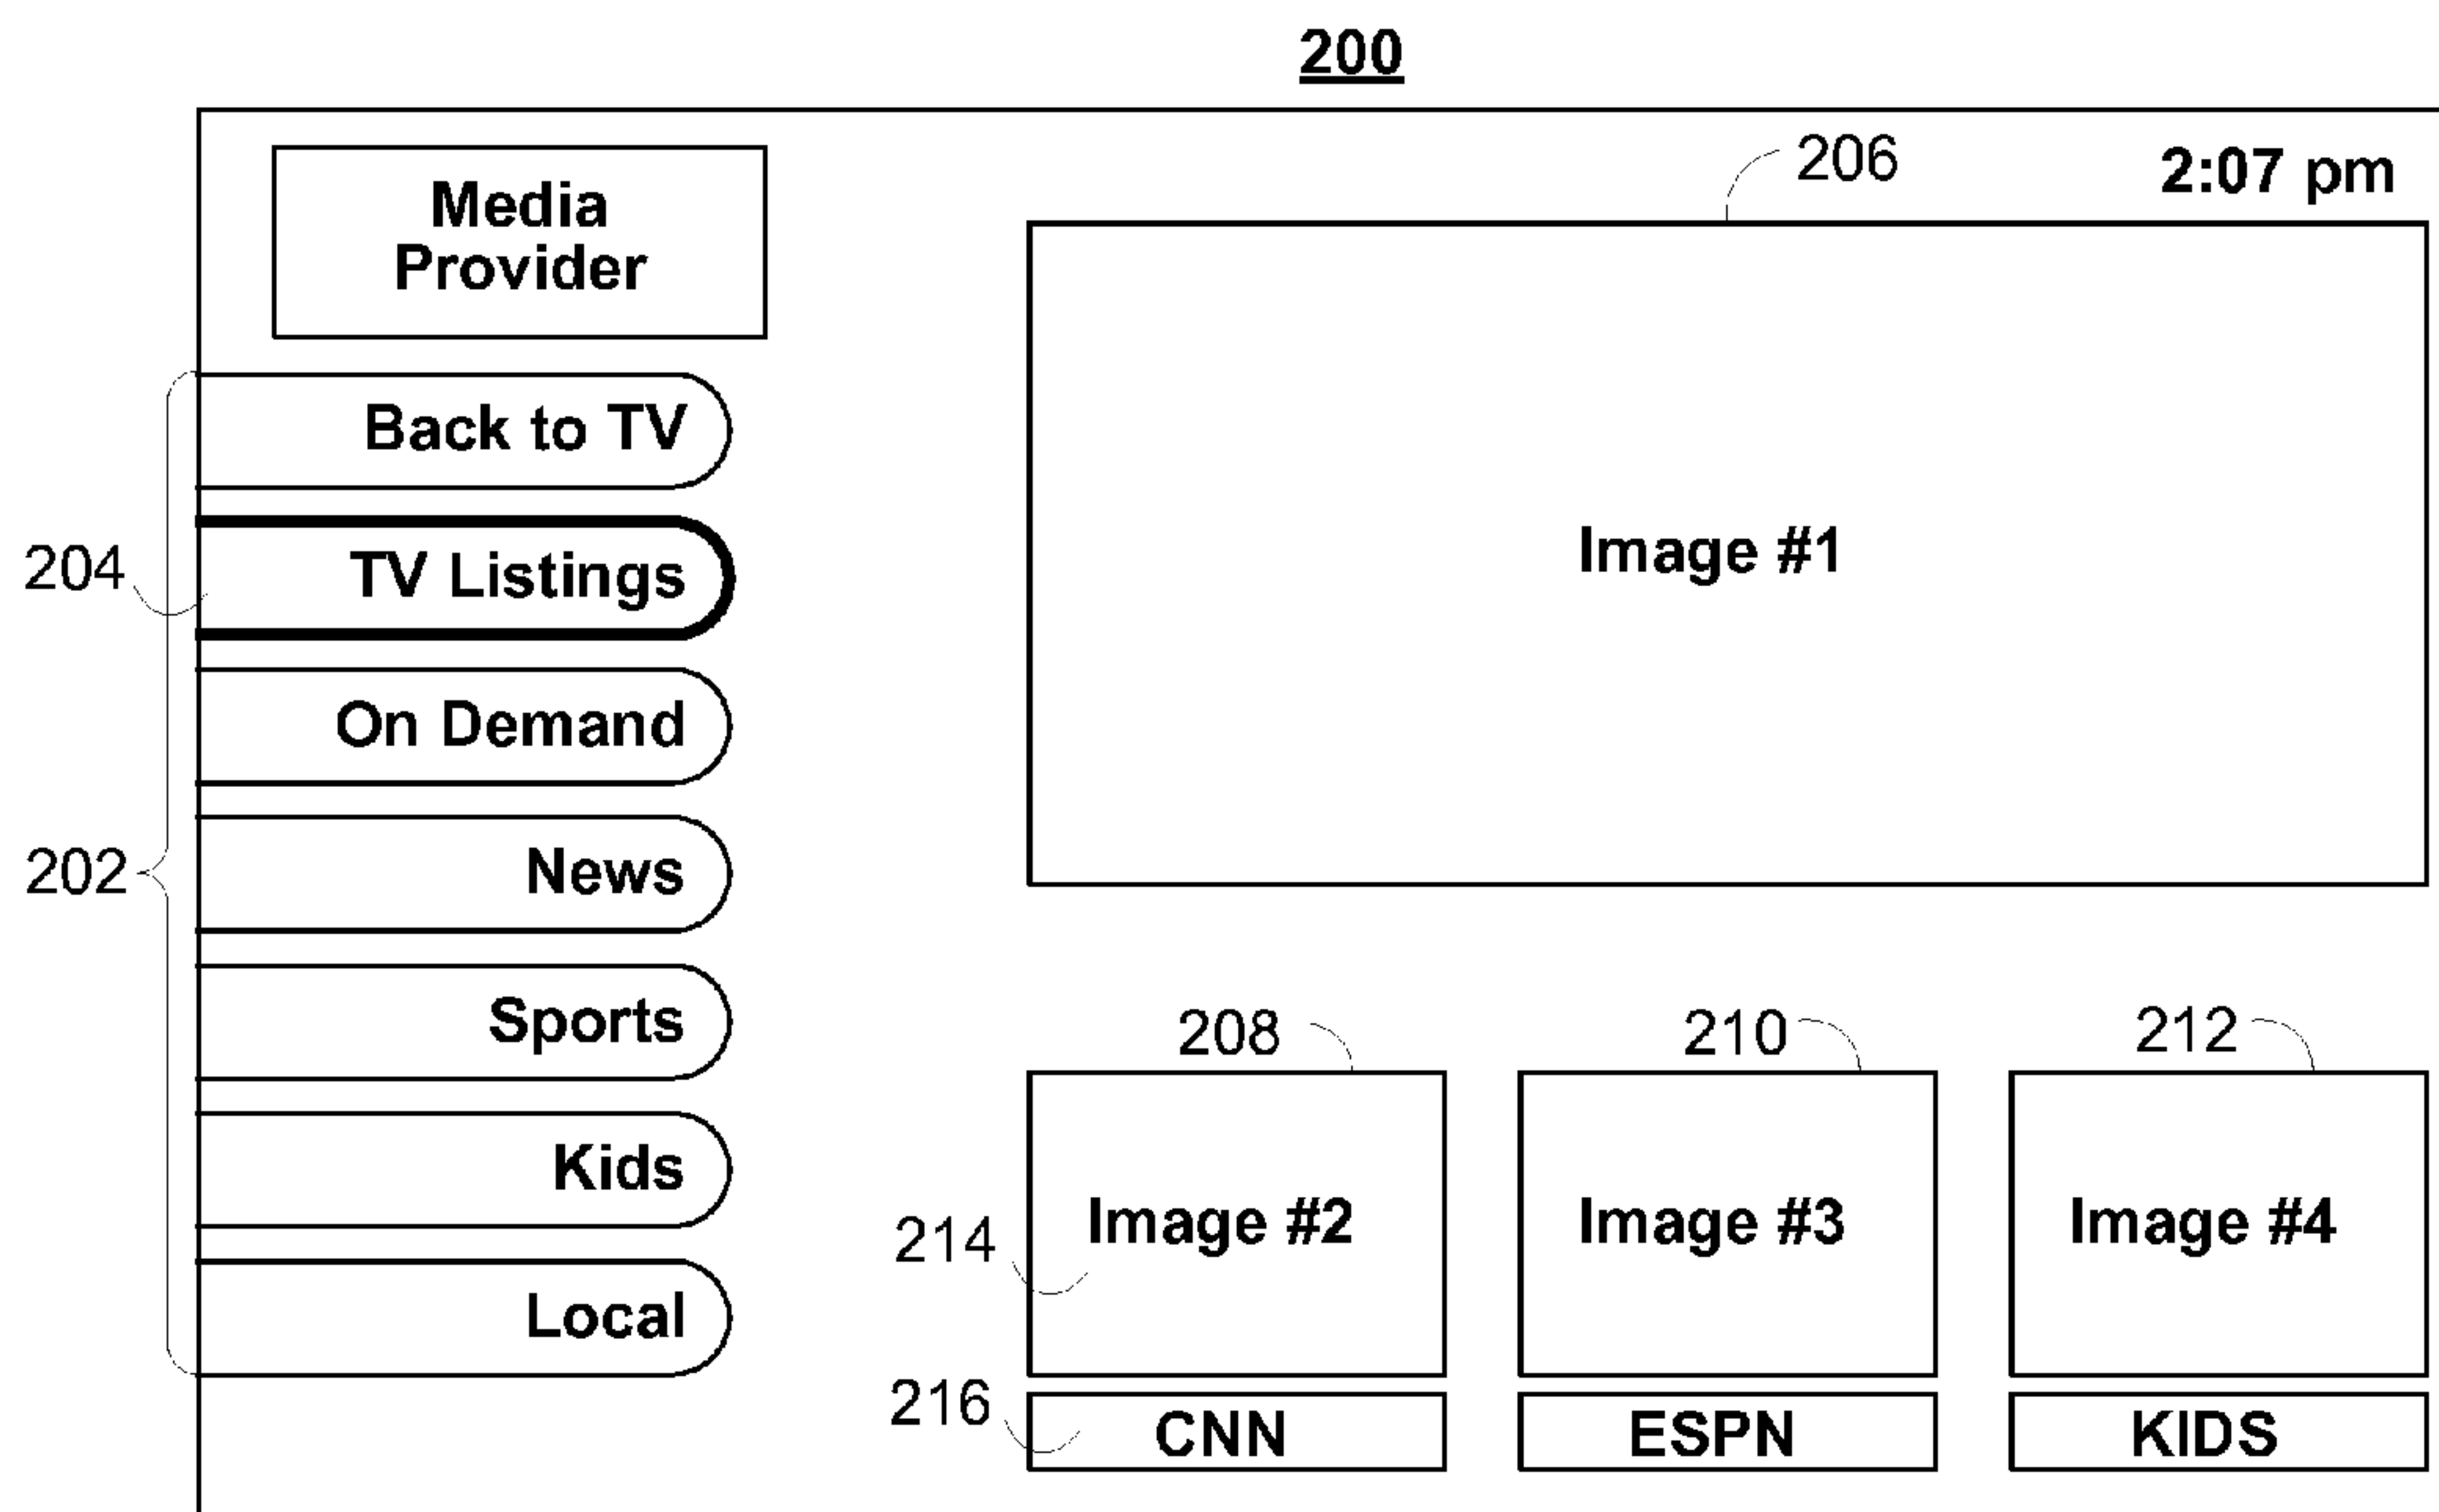 200
206
2:07 pm
Media
Provider
Back to TV
204
TV Listings
Image #1
On Demand
202
News
Sports
208
210
212
Kids
214
Image #2
Image #3
Image #4
Local
216
CNN
ESPN
KIDS